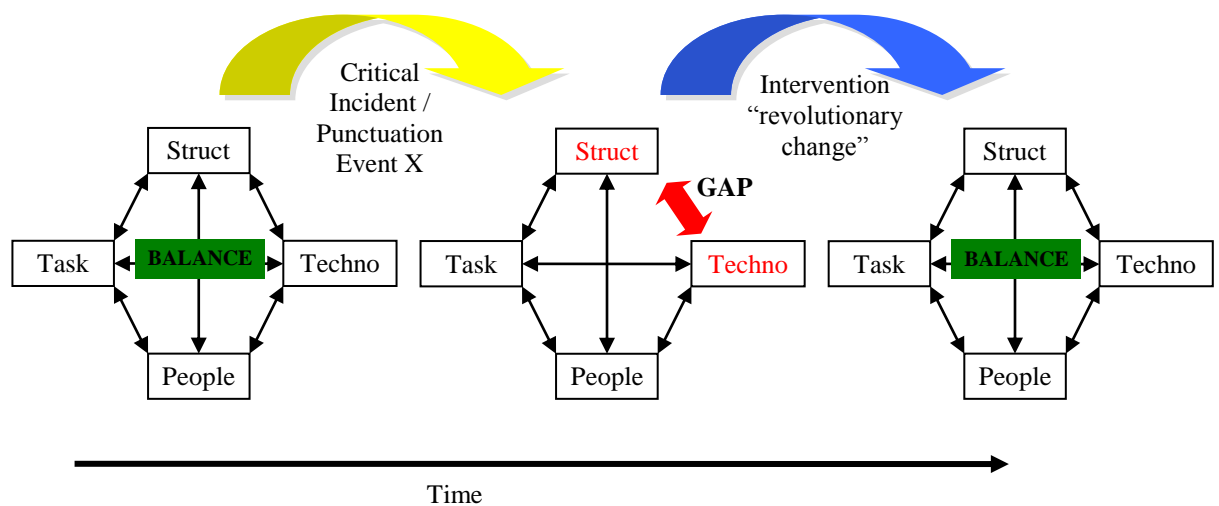 Critical
Incident /
Punctuation
Event X
Intervention
“revolutionary
change”
Struct
Task
BALANCE
Techno
People
Struct
GAP
Task
Techno
People
Struct
Task
BALANCE
Techno
People
Time